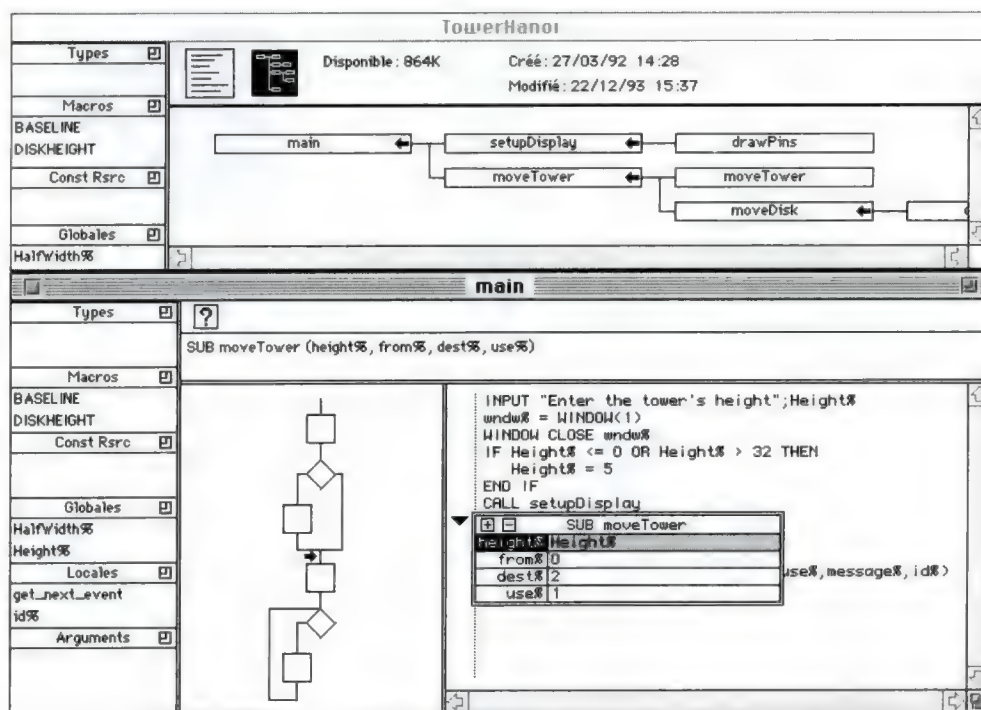 TowerHanoi
Types
Macros
BASELINE
DISKHEIGHT
Const Rsrc
Globales
HalfWidth%
Disponible : 864K
Créé : 27/03/92 14:28
Modifié : 22/12/93 15:37
main
setupDisplay
drawPins
moveTower
moveTower
moveDisk
main
Types
Macros
BASELINE
DISKHEIGHT
Const Rsrc
Globales
HalfWidth%
Height%
Locales
get_next_event
id%
Arguments
?
SUB moveTower (height%, from%, dest%, use%)
INPUT "Enter the tower's height";Height%
wndw% = WINDOW(1)
WINDOW CLOSE wndw%
IF Height% <= 0 OR Height% > 32 THEN
Height% = 5
END IF
CALL setupDisplay
SUB moveTower
height% Height%
from% 0
dest% 2
use% 1
use%,message%,id%)